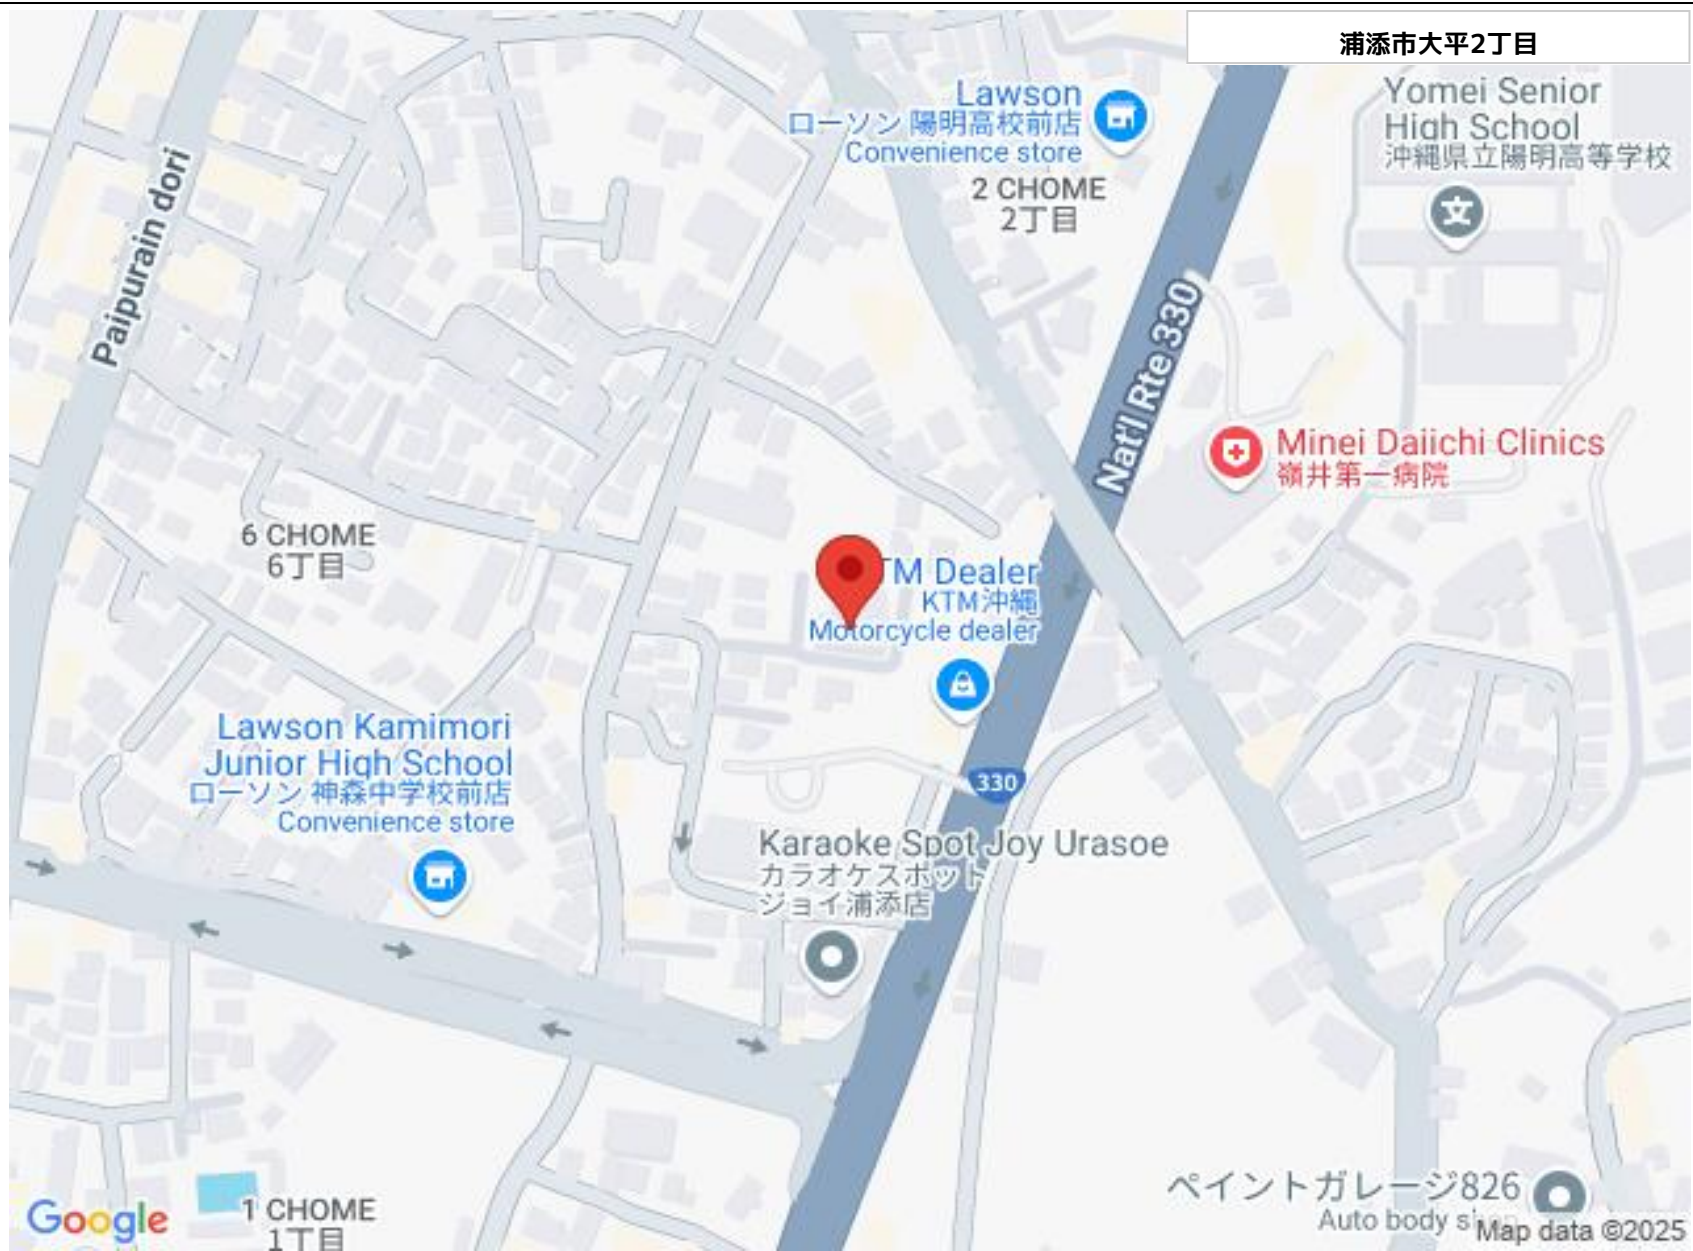 浦添市大平2丁目
Yomei Senior
High School
沖縄県立陽明高等学校
Lawson
ローソン 陽明高校前店
Convenience store
2 CHOME
2丁目
Paipurain dori
Nat'l Rte 330
Minei Daiichi Clinics
嶺井第一病院
6 CHOME
6丁目
TM Dealer
KTM沖縄
Motorcycle dealer
Lawson Kamimori
Junior High School
ローソン 神森中学校前店
Convenience store
330
Karaoke Spot Joy Urasoe
カラオケスポット
ジョイ浦添店
ペイントガレージ826
Auto body
Map data ©2025
Google
1 CHOME
1丁目